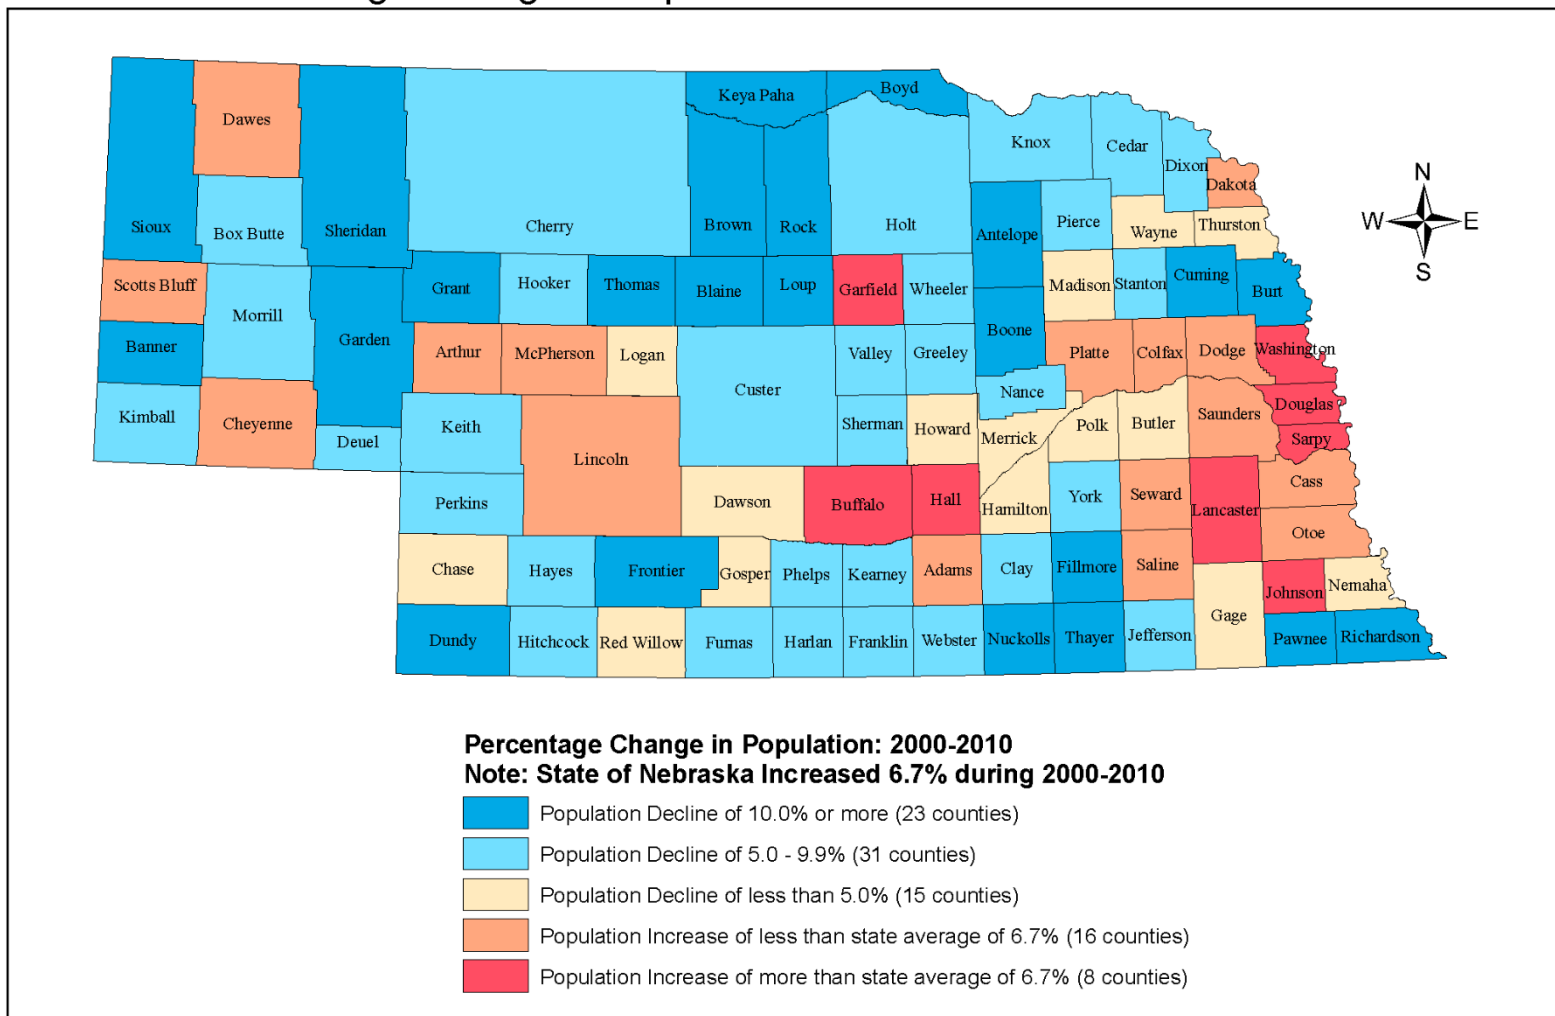 Keya Paha
Boyd
Dawes
Knox
Cedar
Dixon
Dakota
N
W
E
S
Sioux
Box Butte
Sheridan
Cherry
Brown
Rock
Holt
Antelope
Pierce
Wayne
Thurston
Scotts Bluff
Morrill
Grant
Hooker
Thomas
Blaine
Loup
Garfield
Wheeler
Madison
Stanton
Cuming
Burt
Banner
Garden
Arthur
McPherson
Logan
Custer
Valley
Greeley
Boone
Platte
Colfax
Dodge
Washington
Kimball
Cheyenne
Deuel
Keith
Lincoln
Sherman
Howard
Nance
Merrick
Polk
Butler
Saunders
Douglas
Sarpy
Perkins
Dawson
Buffalo
Hall
Hamilton
York
Seward
Lancaster
Cass
Otoe
Chase
Hayes
Frontier
Gosper
Phelps
Kearney
Adams
Clay
Fillmore
Saline
Gage
Johnson
Nemaha
Dundy
Hitchcock
Red Willow
Furnas
Harlan
Franklin
Webster
Nuckolls
Thayer
Jefferson
Pawnee
Richardson
Percentage Change in Population: 2000-2010
Note: State of Nebraska Increased 6.7% during 2000-2010
Population Decline of 10.0% or more (23 counties)
Population Decline of 5.0 - 9.9% (31 counties)
Population Decline of less than 5.0% (15 counties)
Population Increase of less than state average of 6.7% (16 counties)
Population Increase of more than state average of 6.7% (8 counties)